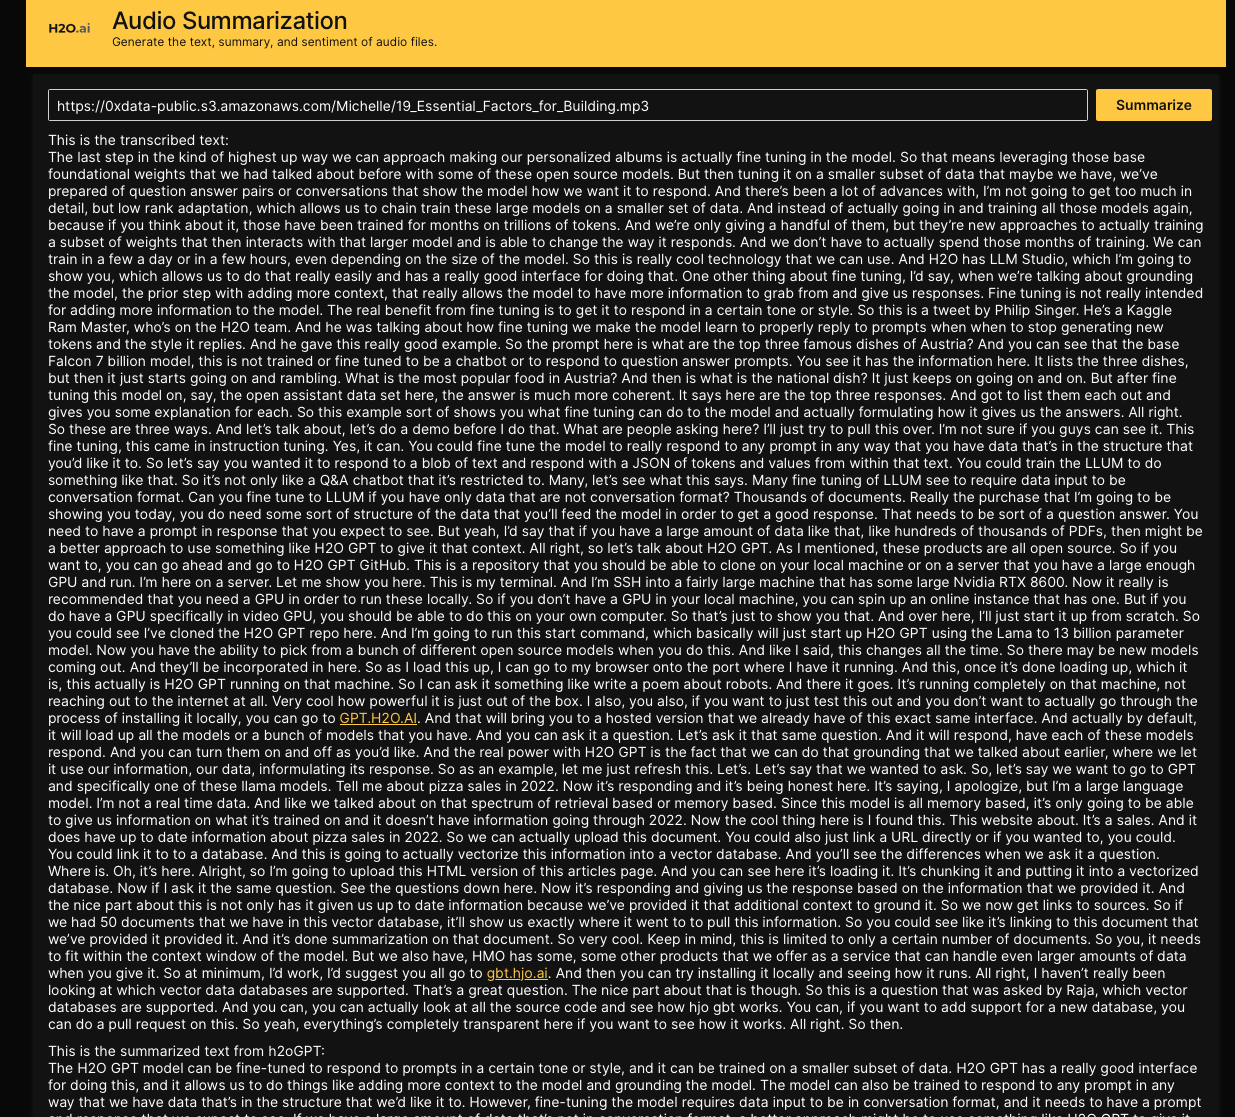 H2O.ai
Audio Summarization
Generate the text, summary, and sentiment of audio files.
https://0xdata-public.s3.amazonaws.com/Michelle/19_Essential_Factors_for_Building.mp3
Summarize
This is the transcribed text:
The last step in the kind of highest up way we can approach making our personalized albums is actually fine tuning in the model. So that means leveraging those base
foundational weights that we had talked about before with some of these open source models. But then tuning it on a smaller subset of data that maybe we have, we've
prepared of question answer pairs or conversations that show the model how we want it to respond. And there's been a lot of advances with, I'm not going to get too much in
detail, but low rank adaptation, which allows us to chain train these large models on a smaller set of data. And instead of actually going in and training all those models again,
because if you think about it, those have been trained for months on trillions of tokens. And we're only giving a handful of them, but they're new approaches to actually training
a subset of weights that then interacts with that larger model and is able to change the way it responds. And we don't have to actually spend those months of training. We can
train in a few a day or in a few hours, even depending on the size of the model. So this is really cool technology that we can use. And H2O has LLM Studio, which I'm going to
show you, which allows us to do that really easily and has a really good interface for doing that. One other thing about fine tuning, I'd say, when we're talking about grounding
the model, the prior step with adding more context, that really allows the model to have more information to grab from and give us responses. Fine tuning is not really intended
for adding more information to the model. The real benefit from fine tuning is to get it to respond in a certain tone or style. So this is a tweet by Philip Singer. He's a Kaggle
Ram Master, who's on the H2O team. And he was talking about how fine tuning we make the model learn to properly reply to prompts when when to stop generating new
tokens and the style it replies. And he gave this really good example. So the prompt here is what are the top three famous dishes of Austria? And you can see that the base
Falcon 7 billion model, this is not trained or fine tuned to be a chatbot or to respond to question answer prompts. You see it has the information here. It lists the three dishes,
but then it just starts going on and rambling. What is the most popular food in Austria? And then is what is the national dish? It just keeps on going on and on. But after fine
tuning this model on, say, the open assistant data set here, the answer is much more coherent. It says here are the top three responses. And got to list them each out and
gives you some explanation for each. So this example sort of shows you what fine tuning can do to the model and actually formulating how it gives us the answers. All right.
So these are three ways. And let's talk about, let's do a demo before I do that. What are people asking here? I'll just try to pull this over. I'm not sure if you guys can see it. This
fine tuning, this came in instruction tuning. Yes, it can. You could fine tune the model to really respond to any prompt in any way that you have data that's in the structure that
you'd like it to. So let's say you wanted it to respond to a blob of text and respond with a JSON of tokens and values from within that text. You could train the LLUM to do
something like that. So it's not only like a Q&A chatbot that it's restricted to. Many, let's see what this says. Many fine tuning of LLUM see to require data input to be
conversation format. Can you fine tune to LLUM if you have only data that are not conversation format? Thousands of documents. Really the purchase that I'm going to be
showing you today, you do need some sort of structure of the data that you'll feed the model in order to get a good response. That needs to be sort of a question answer. You
need to have a prompt in response that you expect to see. But yeah, I'd say that if you have a large amount of data like that, like hundreds of thousands of PDFs, then might be
a better approach to use something like H2O GPT to give it that context. All right, so let's talk about H2O GPT. As I mentioned, these products are all open source. So if you
want to, you can go ahead and go to H2O GPT GitHub. This is a repository that you should be able to clone on your local machine or on a server that you have a large enough
GPU and run. I'm here on a server. Let me show you here. This is my terminal. And I'm SSH into a fairly large machine that has some large Nvidia RTX 8600. Now it really is
recommended that you need a GPU in order to run these locally. So if you don't have a GPU in your local machine, you can spin up an online instance that has one. But if you
do have a GPU specifically in video GPU, you should be able to do this on your own computer. So that's just to show you that. And over here, I'll just start it up from scratch. So
you could see I've cloned the H2O GPT repo here. And I'm going to run this start command, which basically will just start up H2O GPT using the Lama to 13 billion parameter
model. Now you have the ability to pick from a bunch of different open source models when you do this. And like I said, this changes all the time. So there may be new models
coming out. And they'll be incorporated in here. So as I load this up, I can go to my browser onto the port where I have it running. And this, once it's done loading up, which it
is, this actually is H2O GPT running on that machine. So I can ask it something like write a poem about robots. And there it goes. It's running completely on that machine, not
reaching out to the internet at all. Very cool how powerful it is just out of the box. I also, you also, if you want to just test this out and you don't want to actually go through the
process of installing it locally, you can go to GPT.H2O.AI. And that will bring you to a hosted version that we already have of this exact same interface. And actually by default,
it will load up all the models or a bunch of models that you have. And you can ask it a question. Let's ask it that same question. And it will respond, have each of these models
respond. And you can turn them on and off as you'd like. And the real power with H2O GPT is the fact that we can do that grounding that we talked about earlier, where we let
it use our information, our data, informulating its response. So as an example, let me just refresh this. Let's. Let's say that we wanted to ask. So, let's say we want to go to GPT
and specifically one of these llama models. Tell me about pizza sales in 2022. Now it's responding and it's being honest here. It's saying, I apologize, but I'm a large language
model. I'm not a real time data. And like we talked about on that spectrum of retrieval based or memory based. Since this model is all memory based, it's only going to be able
to give us information on what it's trained on and it doesn't have information going through 2022. Now the cool thing here is I found this. This website about. It's a sales. And it
does have up to date information about pizza sales in 2022. So we can actually upload this document. You could also just link a URL directly or if you wanted to, you could.
You could link it to to a database. And this is going to actually vectorize this information into a vector database. And you'll see the differences when we ask it a question.
Where is. Oh, it's here. Alright, so I'm going to upload this HTML version of this articles page. And you can see here it's loading it. It's chunking it and putting it into a vectorized
database. Now if I ask it the same question. See the questions down here. Now it's responding and giving us the response based on the information that we provided it. And
the nice part about this is not only has it given us up to date information because we've provided it that additional context to ground it. So we now get links to sources. So if
we had 50 documents that we have in this vector database, it'll show us exactly where it went to to pull this information. So you could see like it's linking to this document that
we've provided it provided it. And it's done summarization on that document. So very cool. Keep in mind, this is limited to only a certain number of documents. So you, it needs
to fit within the context window of the model. But we also have, HMO has some, some other products that we offer as a service that can handle even larger amounts of data
when you give it. So at minimum, I'd work, I'd suggest you all go to gbt.hjo.ai. And then you can try installing it locally and seeing how it runs. All right, I haven't really been
looking at which vector data databases are supported. That's a great question. The nice part about that is though. So this is a question that was asked by Raja, which vector
databases are supported. And you can, you can actually look at all the source code and see how hjo gbt works. You can, if you want to add support for a new database, you
can do a pull request on this. So yeah, everything's completely transparent here if you want to see how it works. All right. So then.
This is the summarized text from h2oGPT:
The H2O GPT model can be fine-tuned to respond to prompts in a certain tone or style, and it can be trained on a smaller subset of data. H2O GPT has a really good interface
for doing this, and it allows us to do things like adding more context to the model and grounding the model. The model can also be trained to respond to any prompt in any
way that we have data that's in the structure that we'd like it to. However, fine-tuning the model requires data input to be in conversation format, and it needs to have a prompt